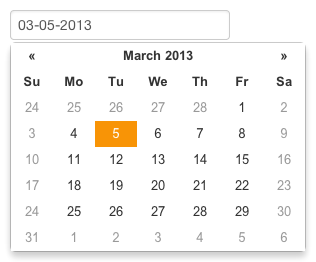 03-05-2013
« March 2013 »
Su Mo Tu We Th Fr Sa
24 25 26 27 28 1 2
3 4 5 6 7 8 9
10 11 12 13 14 15 16
17 18 19 20 21 22 23
24 25 26 27 28 29 30
31 1 2 3 4 5 6